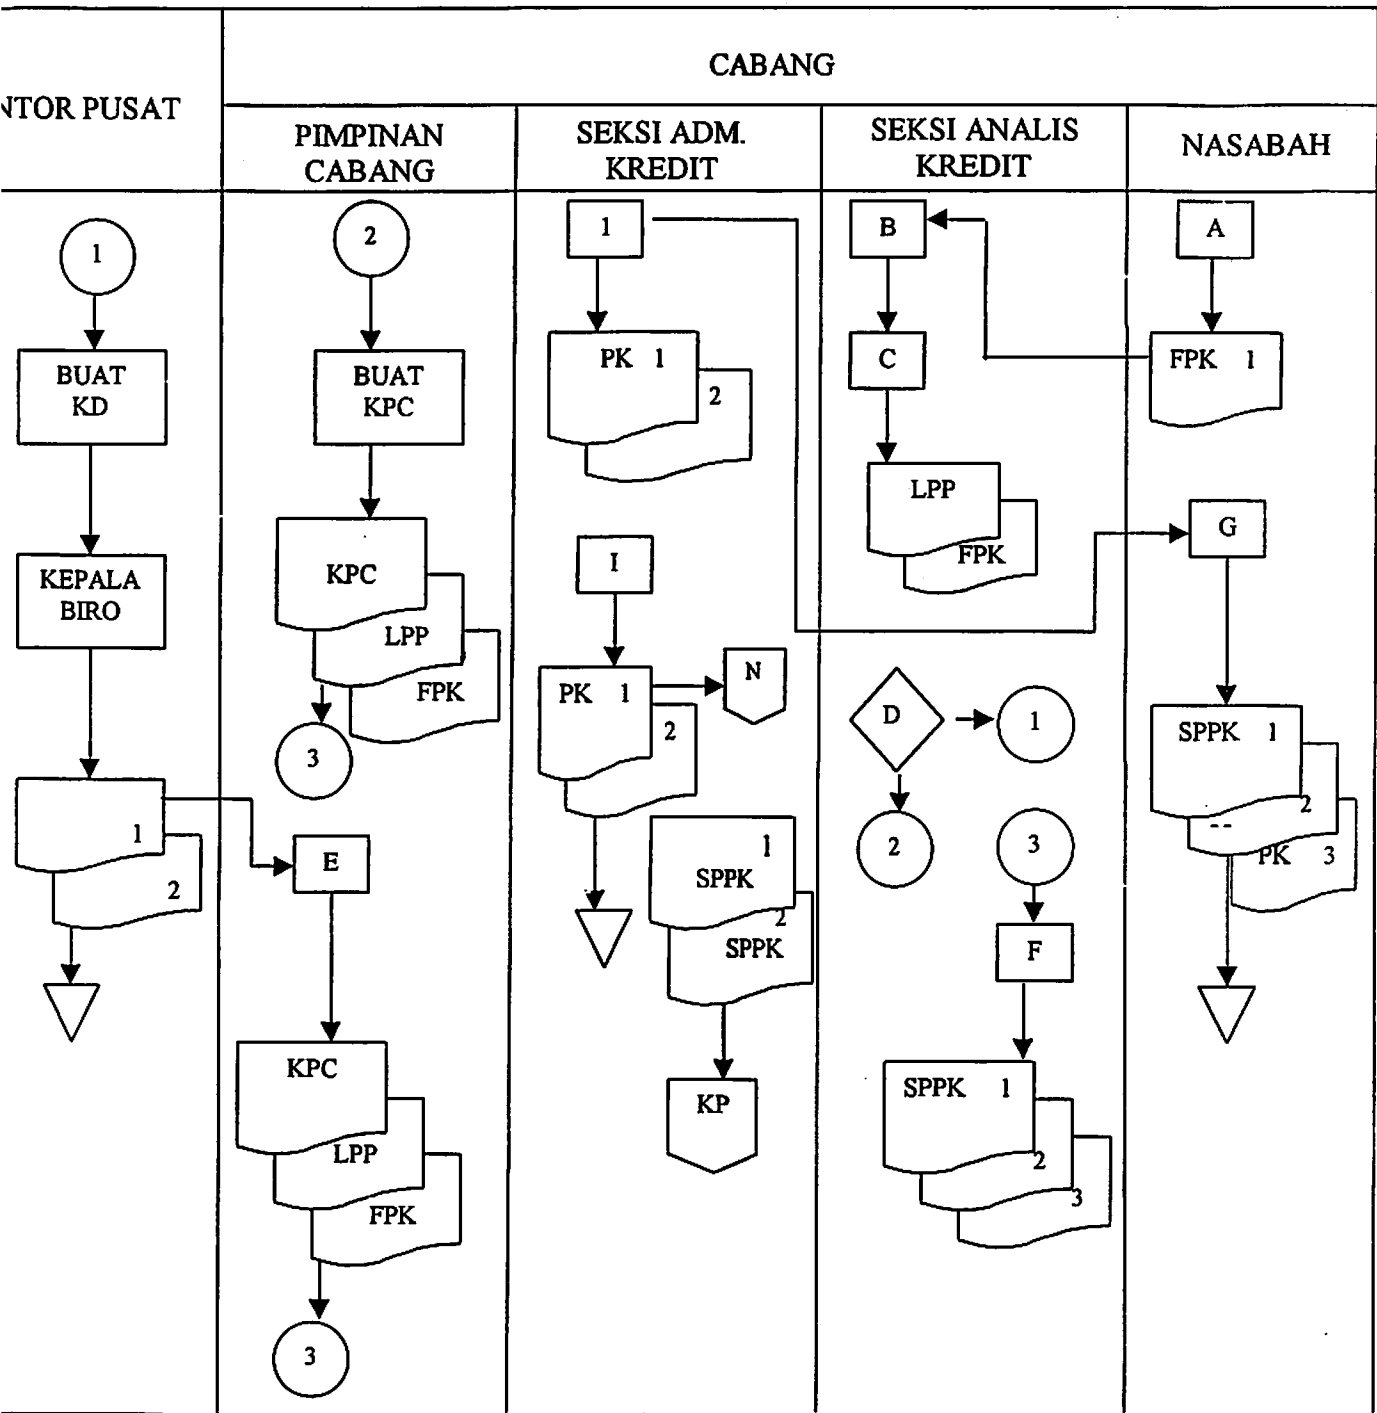 CABANG
NTOR PUSAT
PIMPINAN
CABANG
SEKSI ADM.
KREDIT
SEKSI ANALIS
KREDIT
NASABAH
1
BUAT
KD
KEPALA
BIRO
1
2
2
BUAT
KPC
KPC
LPP
FPK
3
E
KPC
LPP
FPK
3
1
PK 1
2
I
PK 1
2
N
1
SPPK
2
SPPK
KP
B
C
LPP
FPK
D
1
2
3
F
SPPK 1
2
3
A
FPK 1
G
SPPK 1
2
--
PK 3